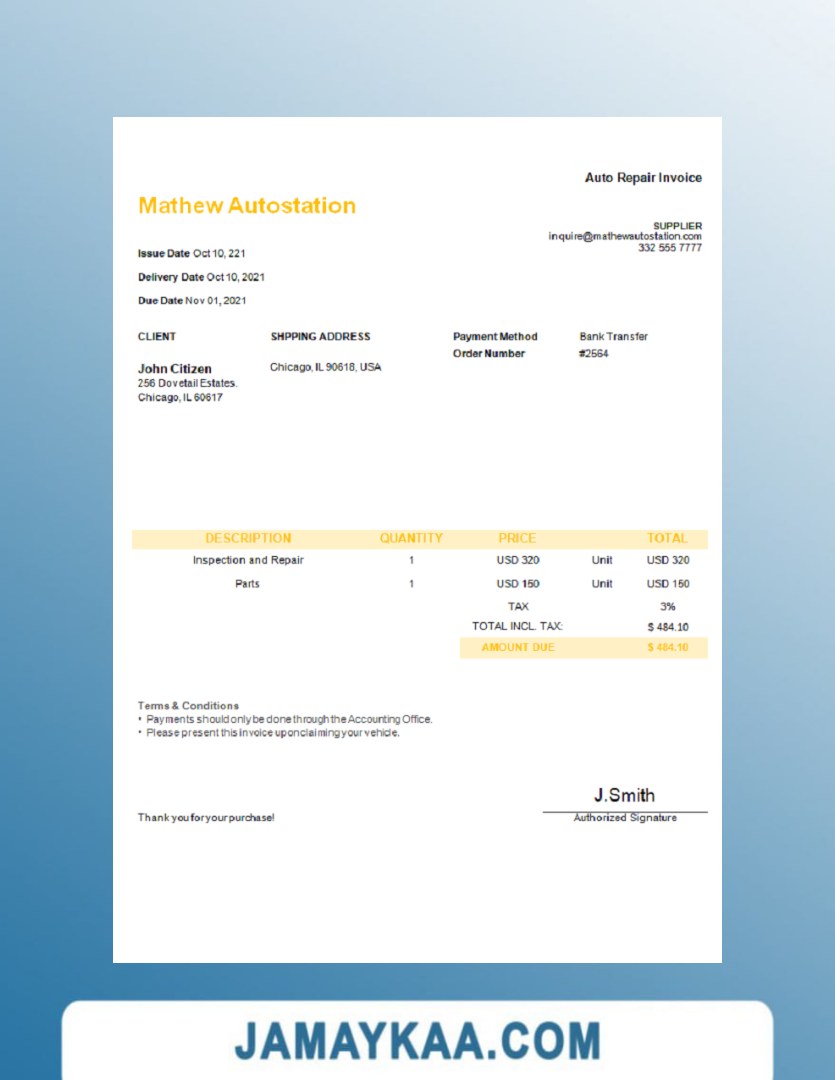 Auto Repair Invoice
Mathew Autostation
SUPPLIER
inquire@mathewautostation.com
332 555 7777
Issue Date Oct 10, 221
Delivery Date Oct 10, 2021
Due Date Nov 01, 2021
CLIENT SHPPING ADDRESS Payment Method Bank Transfer
Order Number #2564
John Citizen Chicago, IL 90618, USA
256 Dovetail Estates.
Chicago, IL 60617
DESCRIPTION QUANTITY PRICE TOTAL
Inspection and Repair 1 USD 320 Unit USD 320
Parts 1 USD 150 Unit USD 150
TAX 3%
TOTAL INCL. TAX: $ 484.10
AMOUNT DUE $ 484.10
Terms & Conditions
• Payments should only be done through the Accounting Office.
• Please present this invoice upon claiming your vehicle.
J.Smith
Thank you for your purchase! Authorized Signature
JAMAYKAA.COM